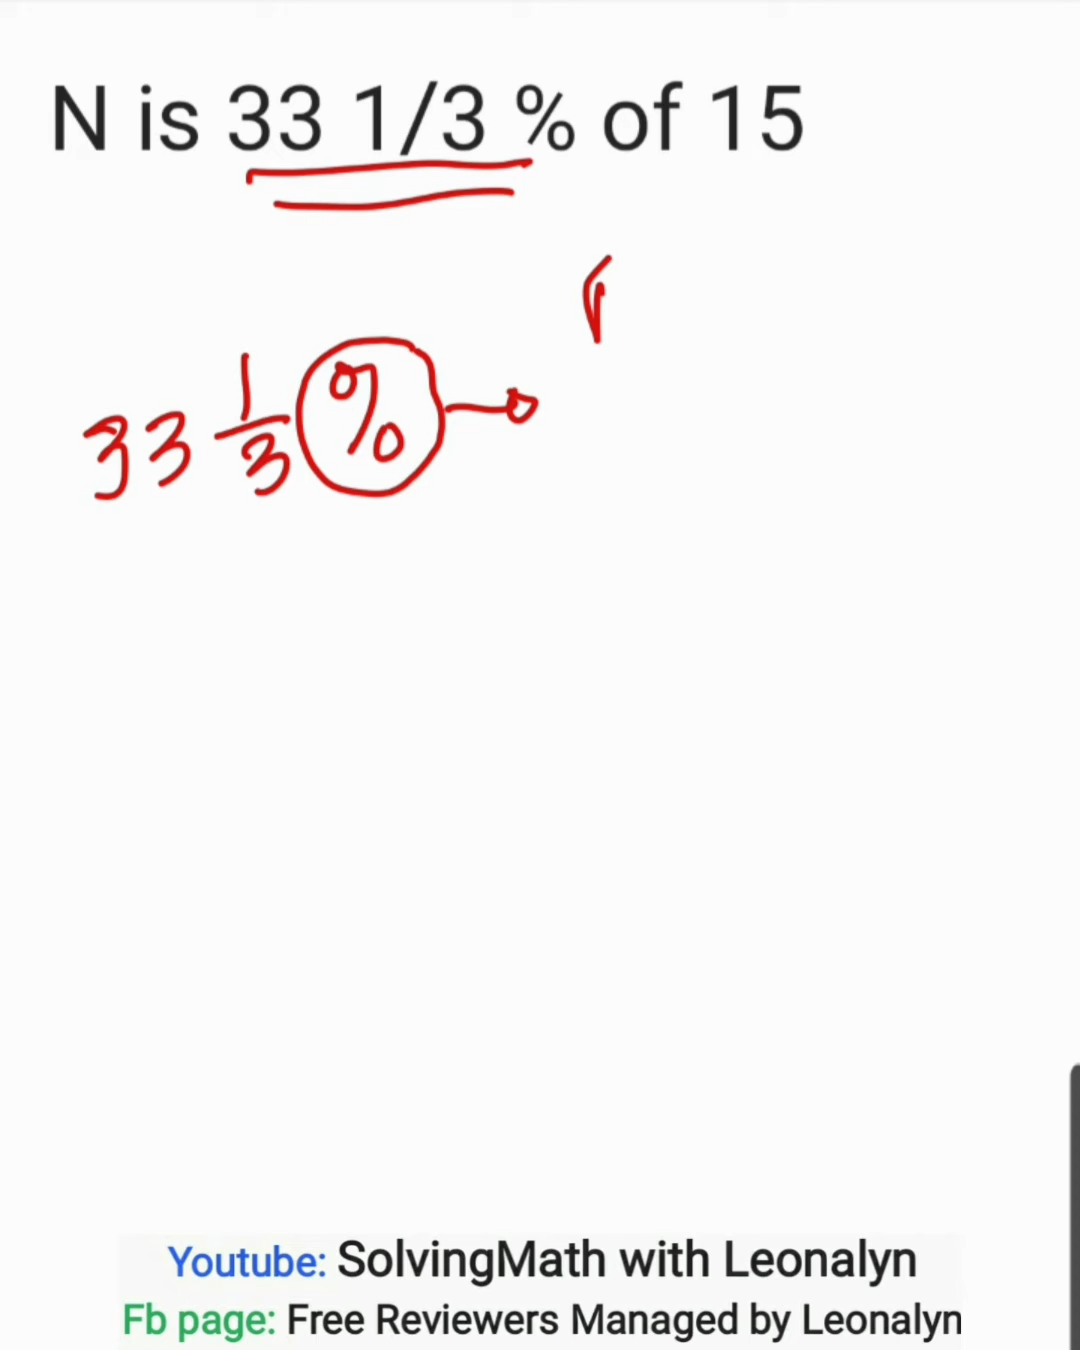 N is 33 1/3 % of 15
33 1/3 %
Youtube: SolvingMath with Leonalyn
Fb page: Free Reviewers Managed by Leonalyn